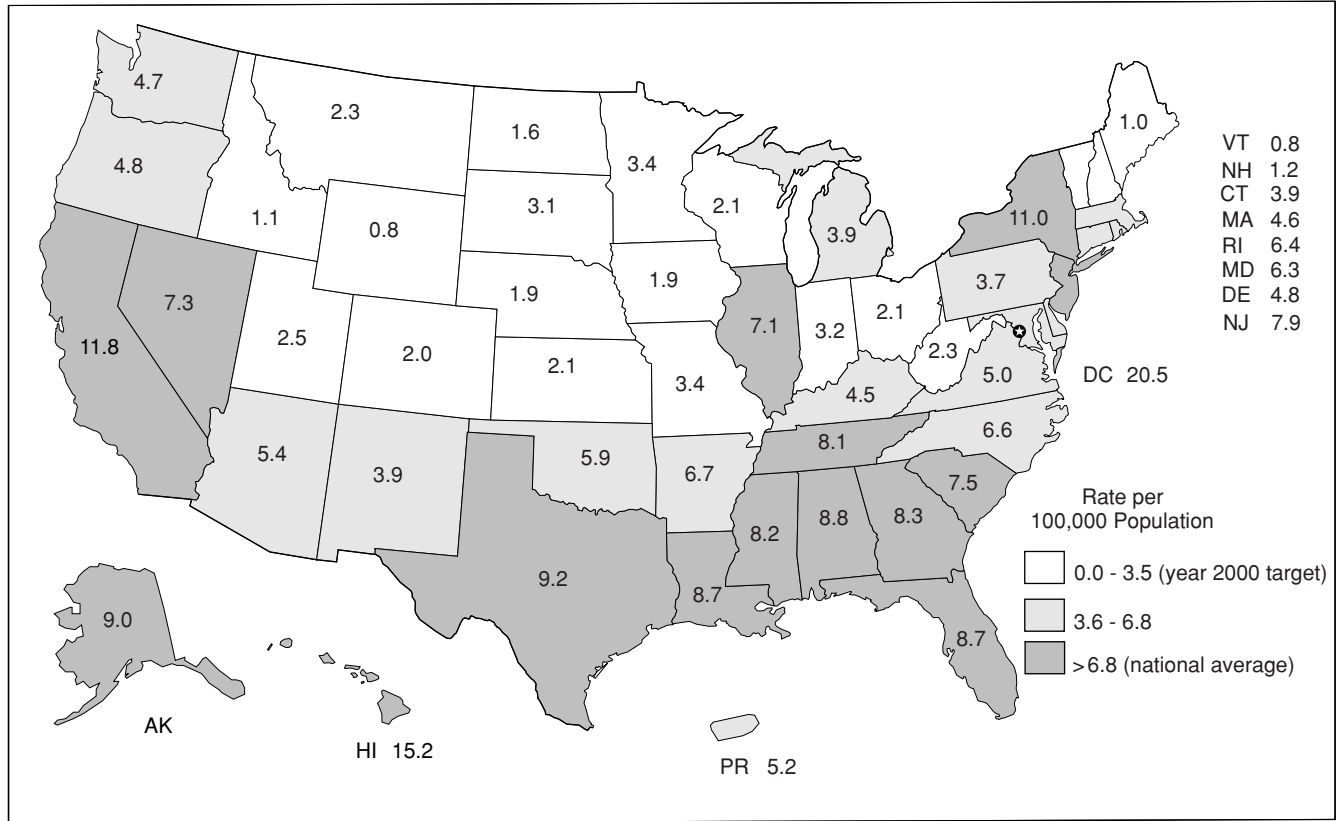 4.7
2.3
1.6
3.4
1.0
4.8
1.1
0.8
3.1
2.1
3.9
11.0
VT 0.8
NH 1.2
CT 3.9
MA 4.6
RI 6.4
MD 6.3
DE 4.8
NJ 7.9
11.8
7.3
2.5
2.0
1.9
2.1
1.9
3.4
7.1
3.2
2.1
2.3
3.7
5.0
4.5
DC 20.5
5.4
3.9
5.9
6.7
8.1
6.6
7.5
9.2
8.7
8.2
8.8
8.3
8.7
Rate per
100,000 Population
0.0 - 3.5 (year 2000 target)
3.6 - 6.8
>6.8 (national average)
9.0
AK
HI 15.2
PR 5.2